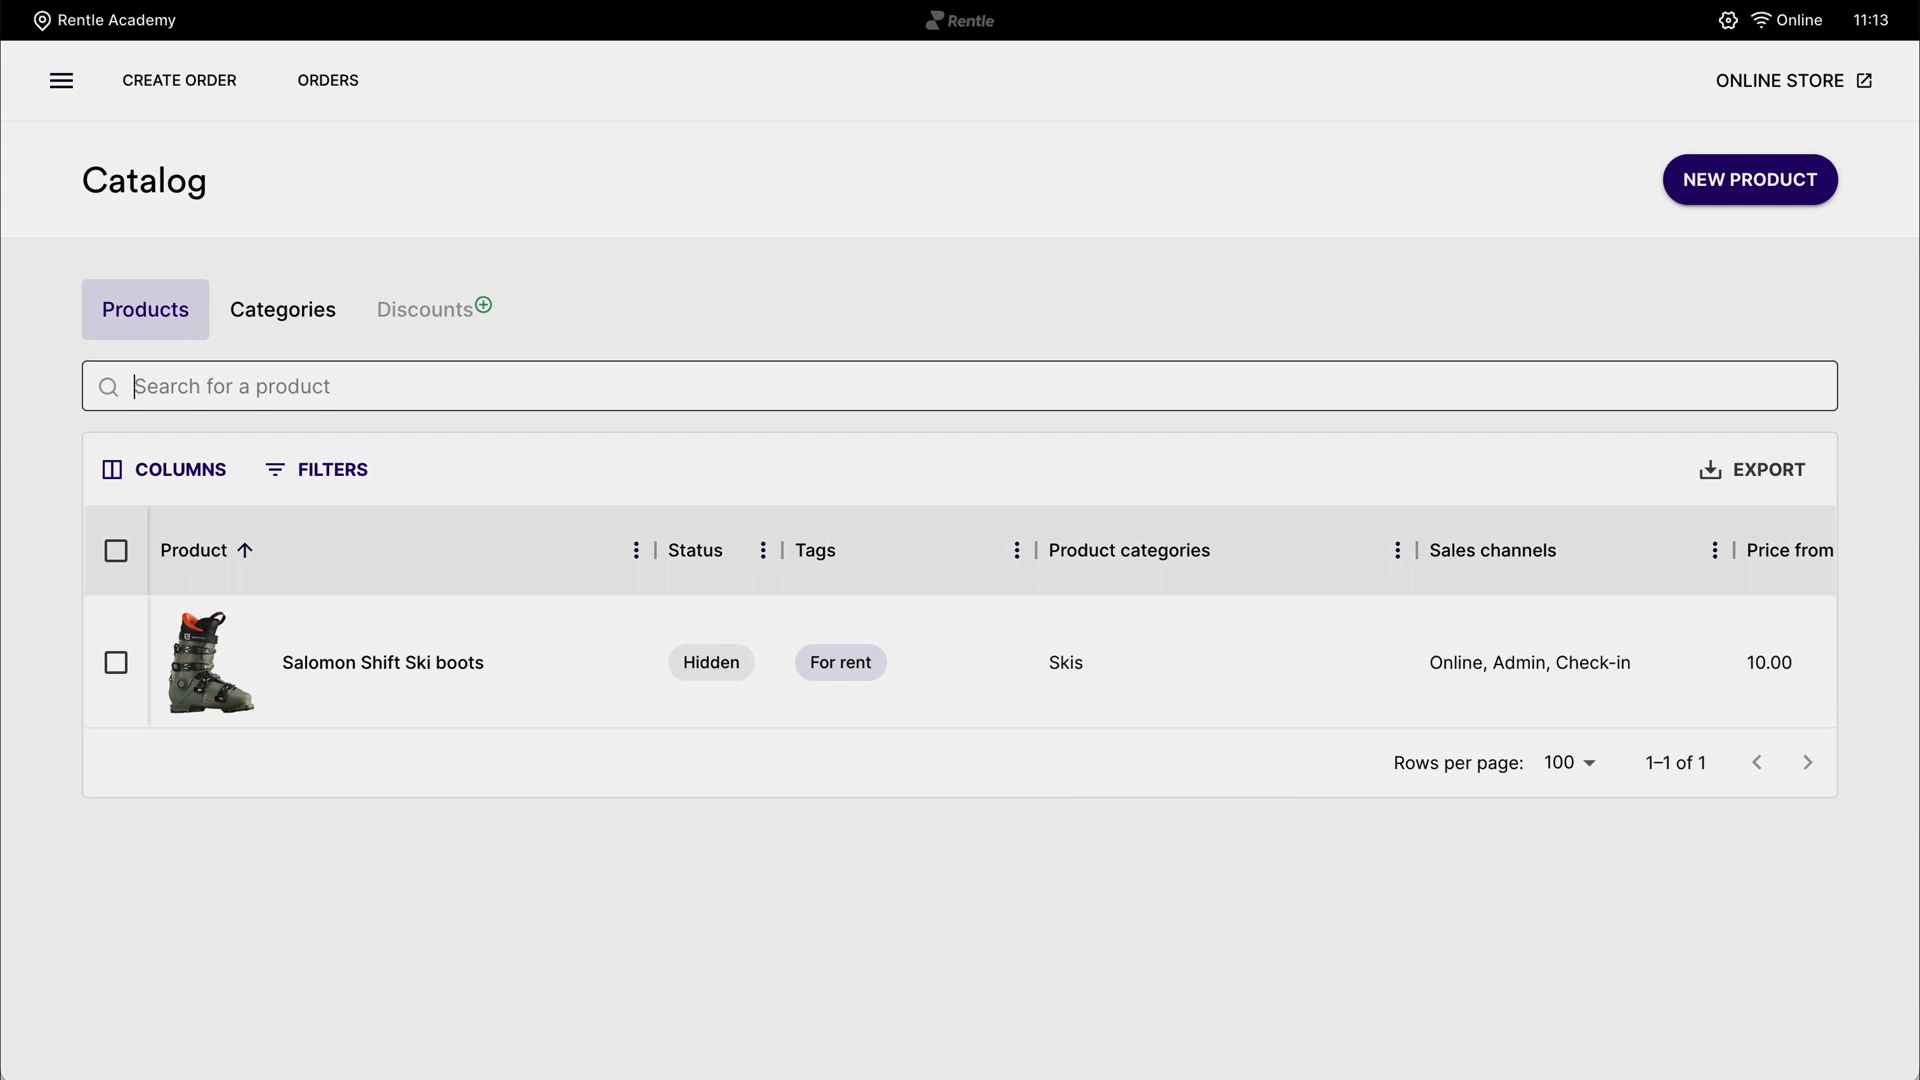 Rentle Academy
Rentle
Online
11:13
CREATE ORDER
ORDERS
ONLINE STORE
Catalog
NEW PRODUCT
Products
Categories
Discounts
Search for a product
COLUMNS
FILTERS
EXPORT
Product
Status
Tags
Product categories
Sales channels
Price from
Salomon Shift Ski boots
Hidden
For rent
Skis
Online, Admin, Check-in
10.00
Rows per page:
100
1–1 of 1